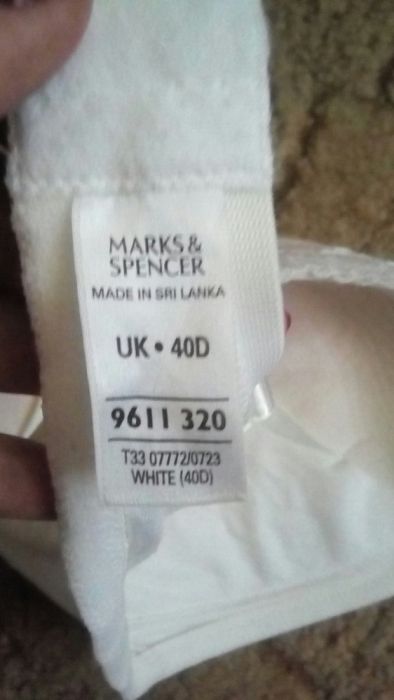 MARKS &
SPENCER
MADE IN SRI LANKA
UK • 40D
9611 320
T33 07772/0723
WHITE (40D)